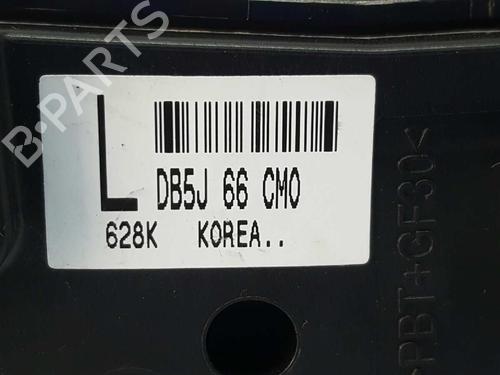 L
DB5J 66 CM0
628K KOREA..
>PBT+GF30<
B-PARTS